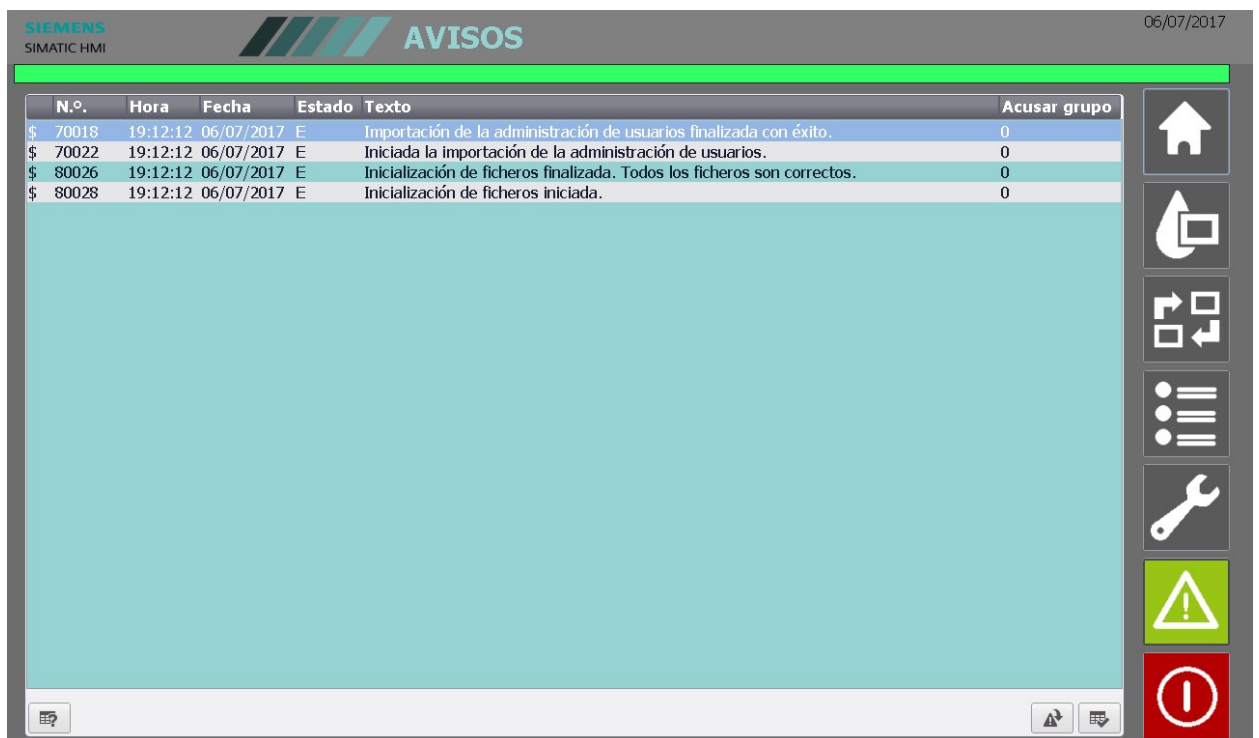 SIEMENS
SIMATIC HMI
AVISOS
06/07/2017
N.º. Hora Fecha Estado Texto Acusar grupo
$ 70018 19:12:12 06/07/2017 E Importación de la administración de usuarios finalizada con éxito. 0
$ 70022 19:12:12 06/07/2017 E Iniciada la importación de la administración de usuarios. 0
$ 80026 19:12:12 06/07/2017 E Inicialización de ficheros finalizada. Todos los ficheros son correctos. 0
$ 80028 19:12:12 06/07/2017 E Inicialización de ficheros iniciada. 0